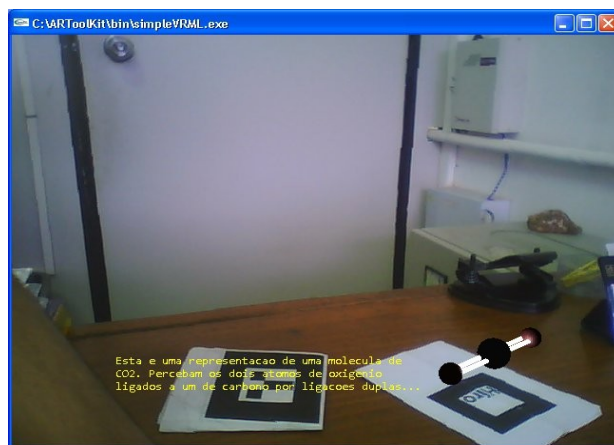 C:\ARToolKit\bin\simpleVRML.exe
Esta e uma representacao de uma molecula de
CO2. Percebam os dois atomos de oxigenio
ligados a um de carbono por ligacoes duplas...
Hiro